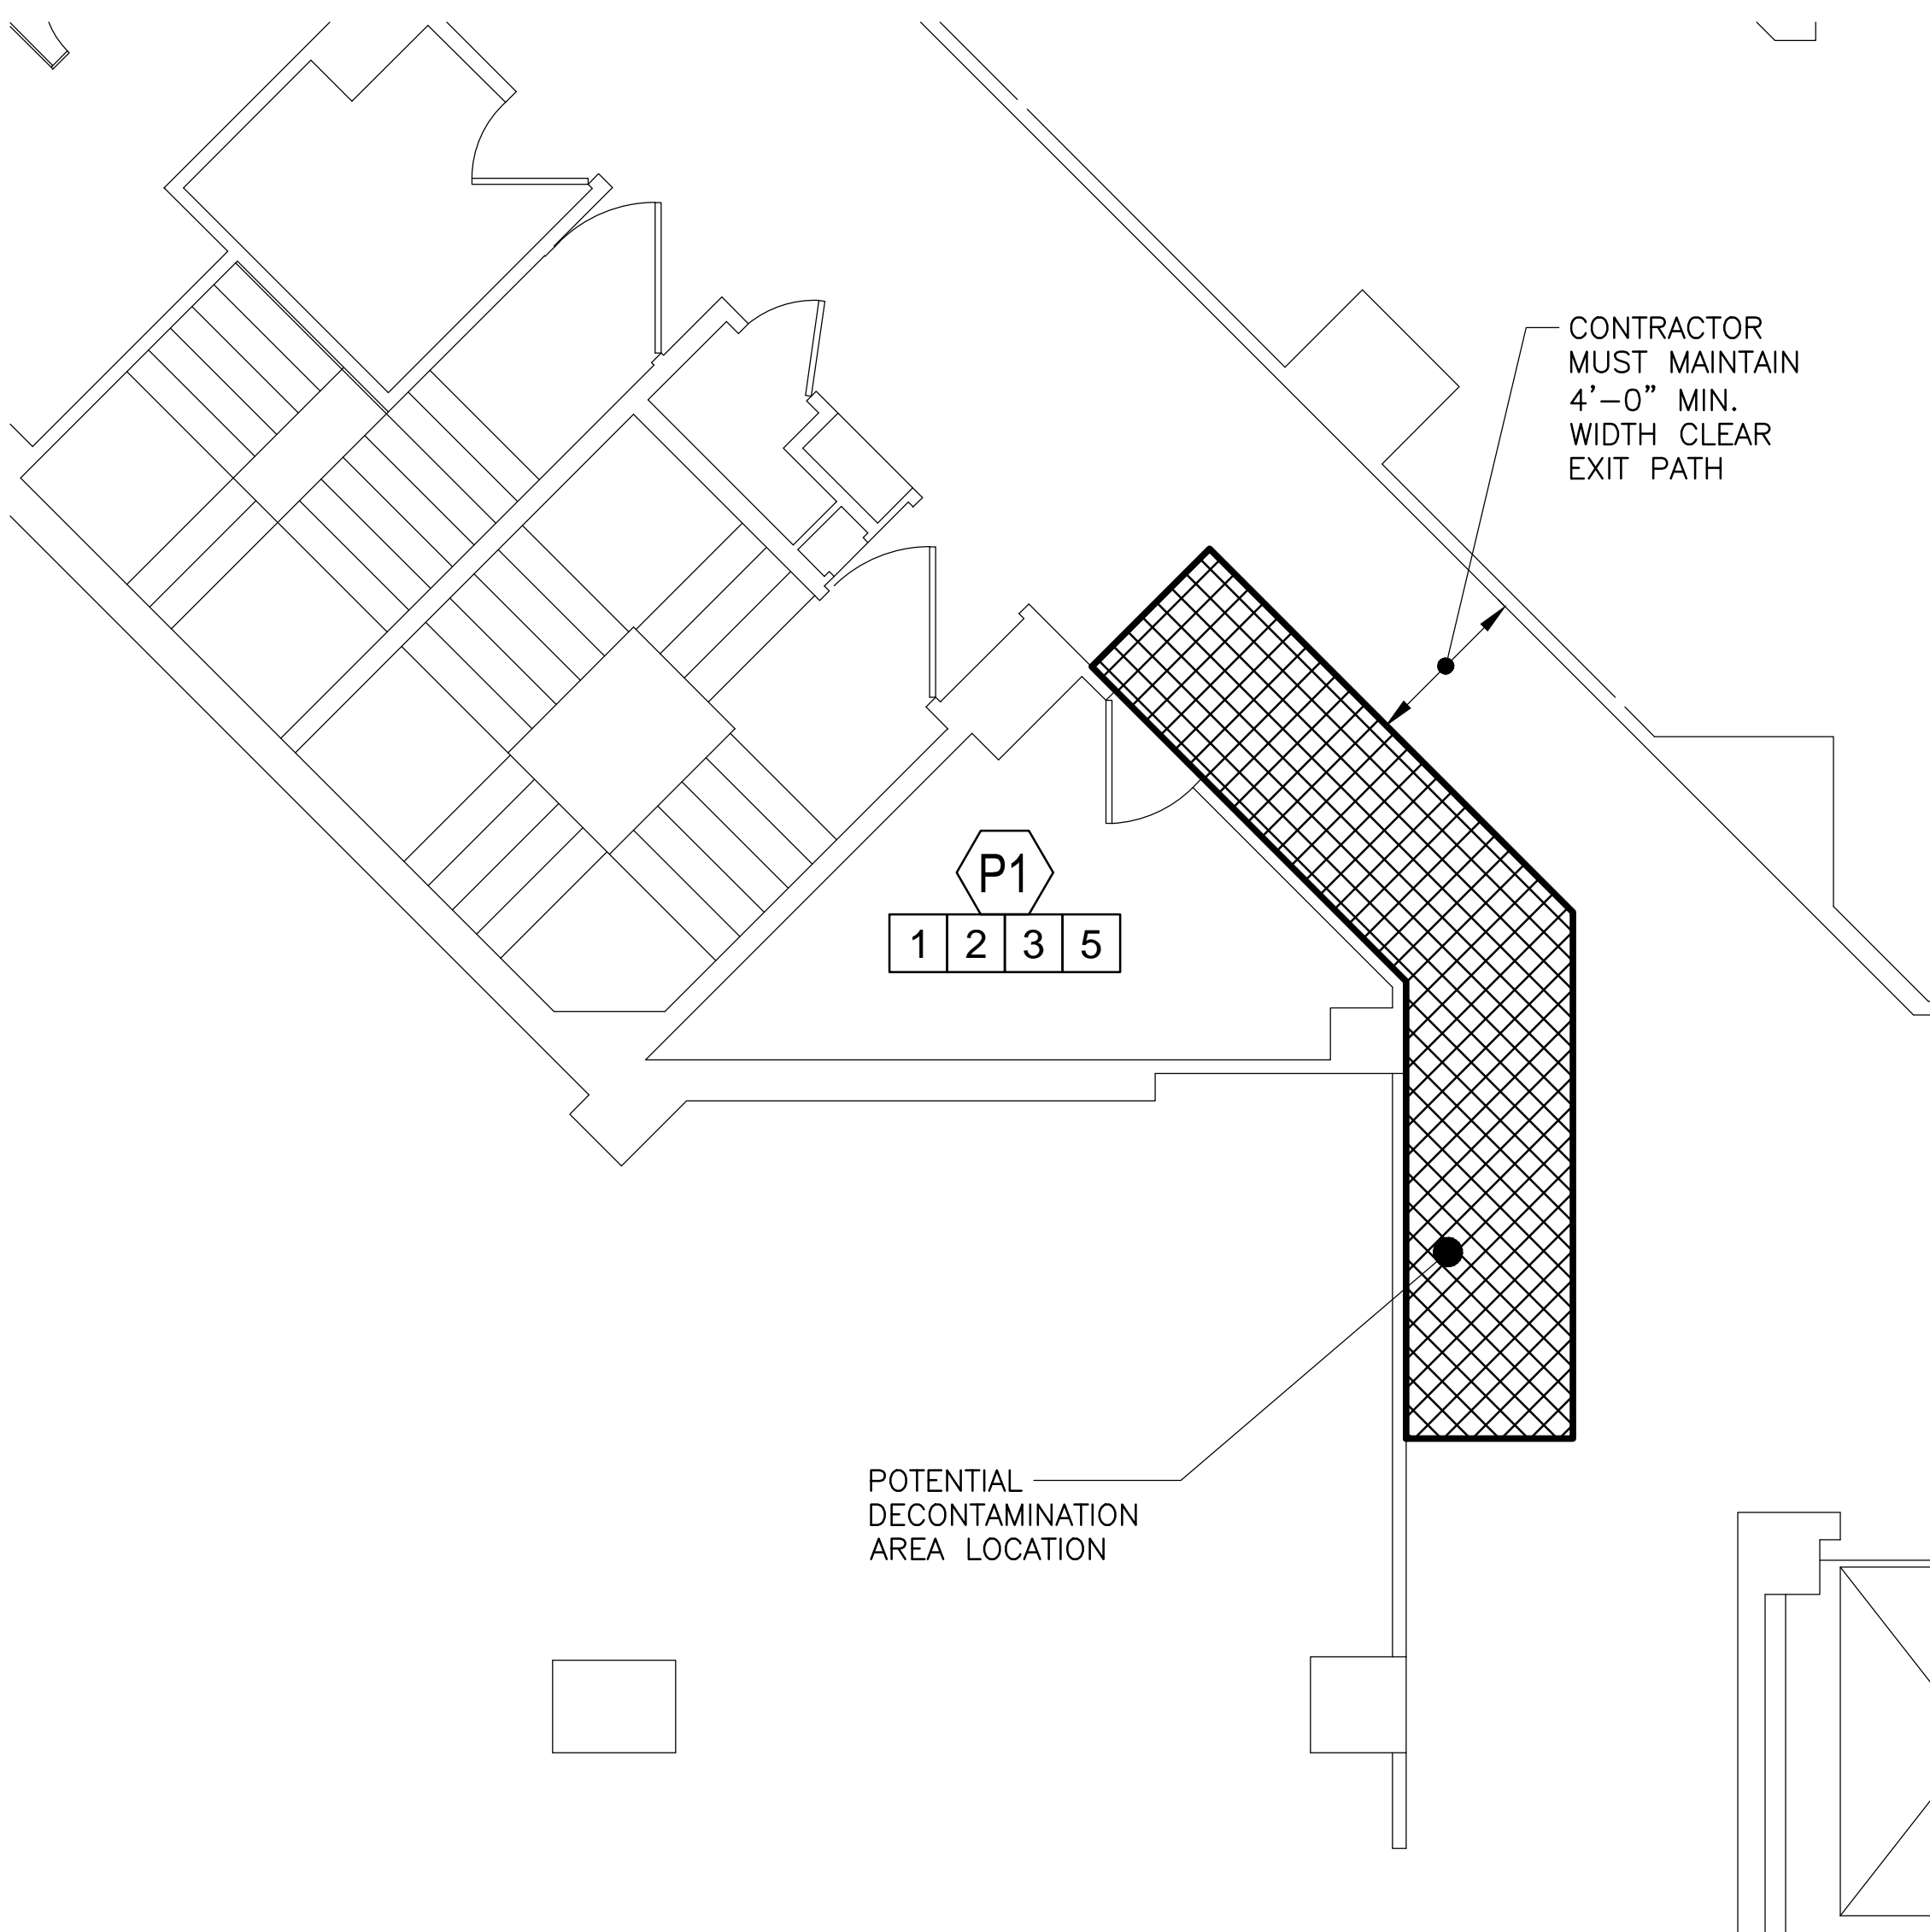 CONTRACTOR
MUST MAINTAIN
4'-0" MIN.
WIDTH CLEAR
EXIT PATH
P1
1 2 3 5
POTENTIAL
DECONTAMINATION
AREA LOCATION